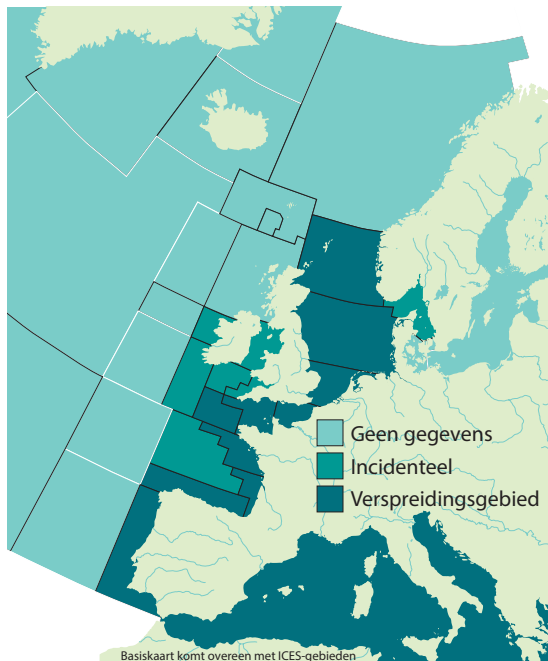 Geen gegevens
Incidenteel
Verspreidingsgebied
Basiskaart komt overeen met ICES-gebieden